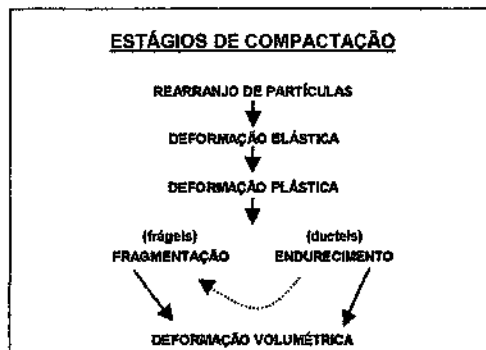 ESTÁGIOS DE COMPACTAÇÃO
REARRANJO DE PARTÍCULAS
DEFORMAÇÃO ELÁSTICA
DEFORMAÇÃO PLÁSTICA
(frágeis) (ducteis)
FRAGMENTAÇÃO ENDURECIMENTO
DEFORMAÇÃO VOLUMÉTRICA